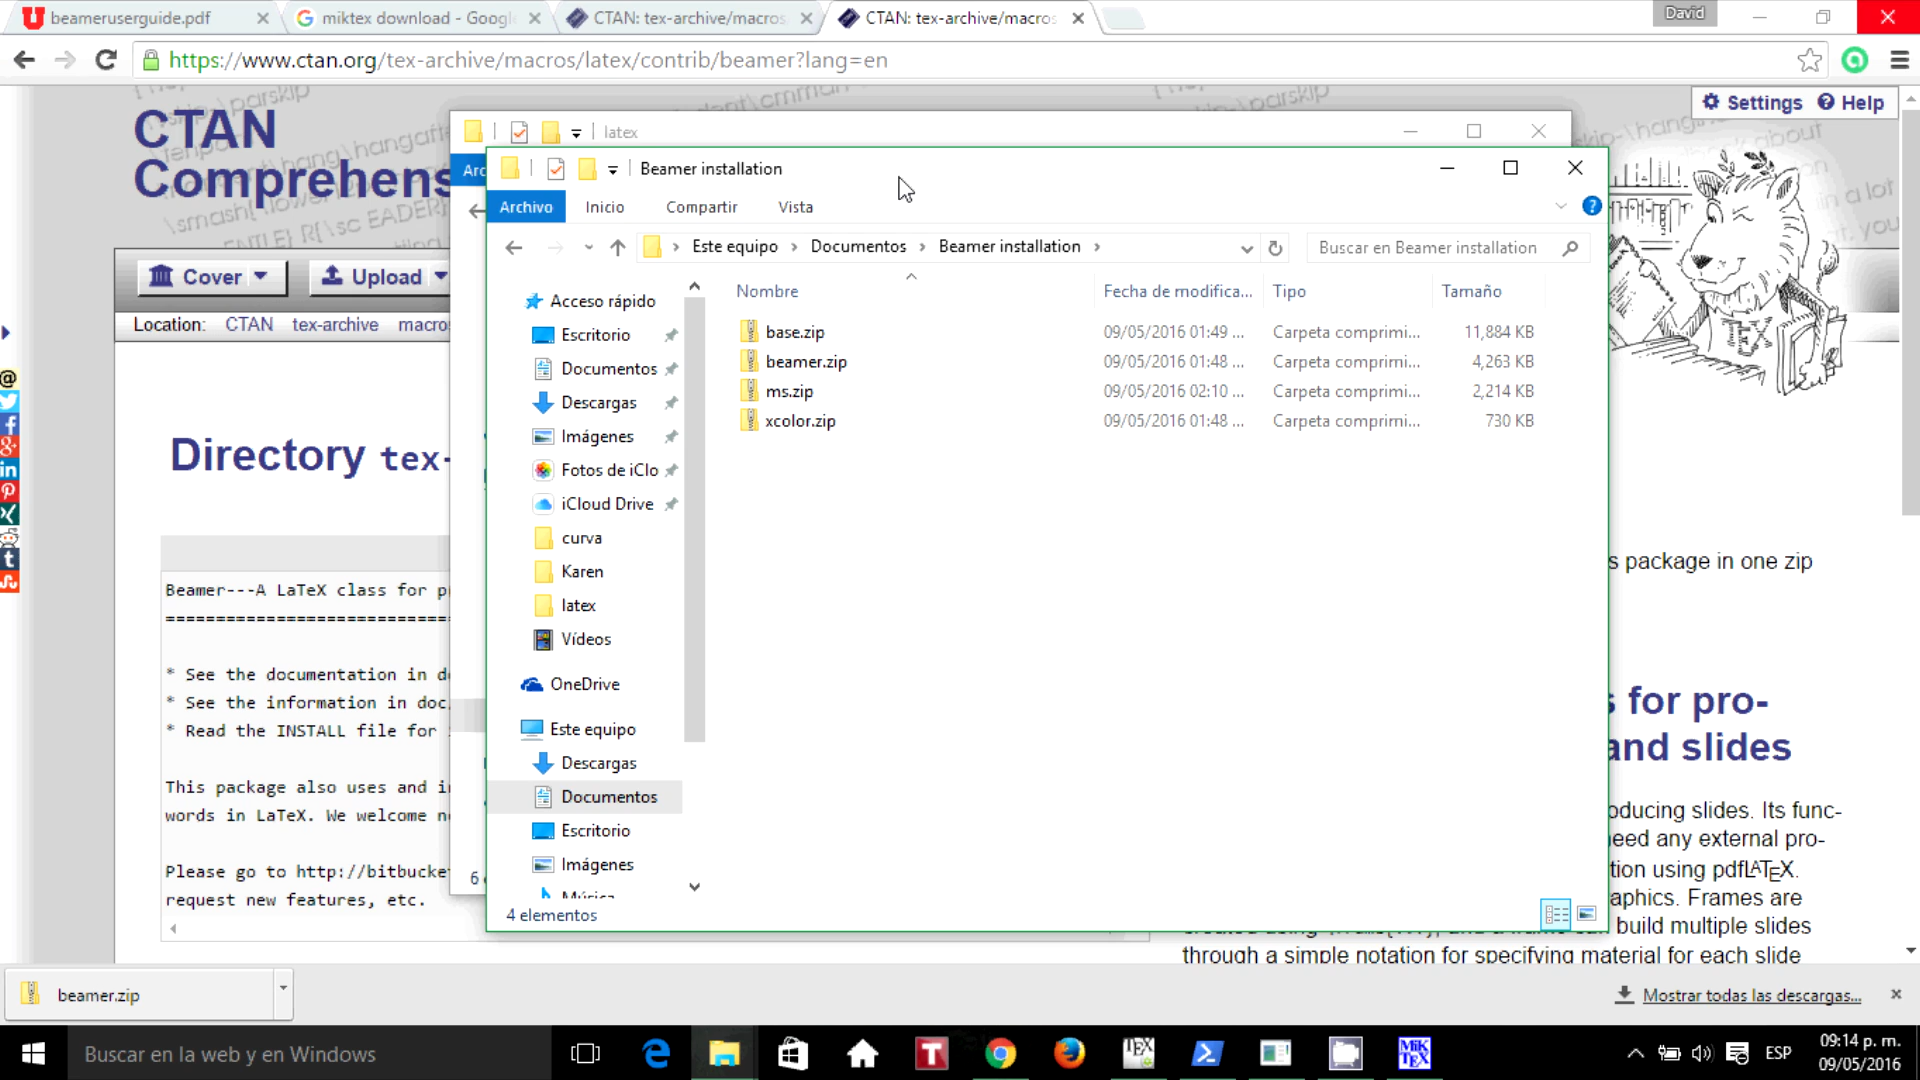 beameruserguide.pdf
miktex download - Googl
CTAN: tex-archive/macros
CTAN: tex-archive/macros
David
https://www.ctan.org/tex-archive/macros/latex/contrib/beamer?lang=en
Settings
Help
CTAN
Comprehens
Cover
Upload
Location: CTAN tex-archive macro
Directory tex-
Beamer---A LaTeX class for p
* See the documentation in d
* See the information in doc
* Read the INSTALL file for
This package also uses and i
words in LaTeX. We welcome n
Please go to http://bitbucke
request new features, etc.
latex
Arc
6
Beamer installation
Archivo
Inicio
Compartir
Vista
Este equipo
Documentos
Beamer installation
Buscar en Beamer installation
Acceso rápido
Escritorio
Documentos
Descargas
Imágenes
Fotos de iClo
iCloud Drive
curva
Karen
latex
Vídeos
OneDrive
Este equipo
Descargas
Documentos
Escritorio
Imágenes
Música
Nombre Fecha de modifica... Tipo Tamaño
base.zip 09/05/2016 01:49 ... Carpeta comprimi... 11,884 KB
beamer.zip 09/05/2016 01:48 ... Carpeta comprimi... 4,263 KB
ms.zip 09/05/2016 02:10 ... Carpeta comprimi... 2,214 KB
xcolor.zip 09/05/2016 01:48 ... Carpeta comprimi... 730 KB
4 elementos
s package in one zip
for pro-
and slides
oducing slides. Its func-
eed any external pro-
tion using pdfLATEX.
aphics. Frames are
build multiple slides
through a simple notation for specifying material for each slide
beamer.zip
Mostrar todas las descargas...
Buscar en la web y en Windows
ESP
09:14 p. m.
09/05/2016